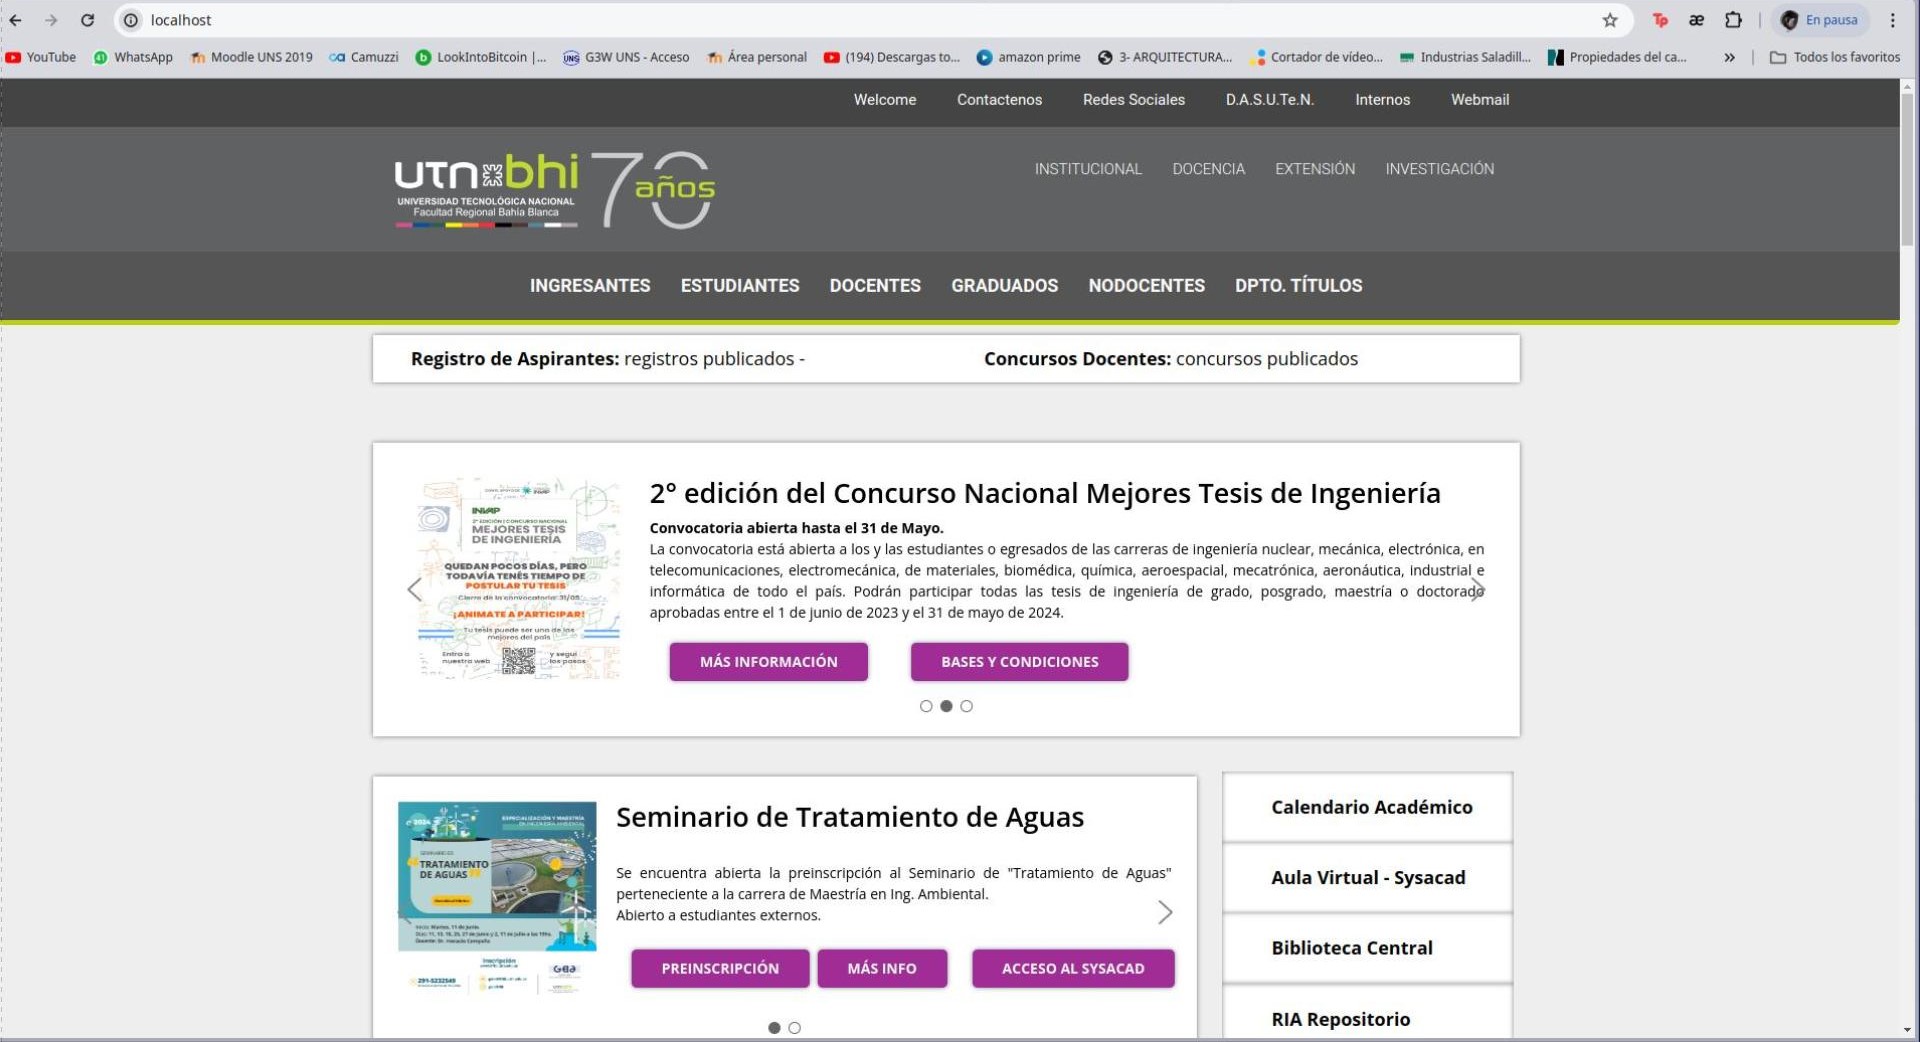 localhost
En pausa
YouTube
WhatsApp
Moodle UNS 2019
Camuzzi
LookIntoBitcoin |...
G3W UNS - Acceso
Área personal
(194) Descargas to...
amazon prime
3- ARQUITECTURA...
Cortador de vídeo...
Industrias Saladill...
Propiedades del ca...
Todos los favoritos
Welcome
Contactenos
Redes Sociales
D.A.S.U.Te.N.
Internos
Webmail
utn bhi 70 años
UNIVERSIDAD TECNOLÓGICA NACIONAL
Facultad Regional Bahía Blanca
INSTITUCIONAL
DOCENCIA
EXTENSIÓN
INVESTIGACIÓN
INGRESANTES
ESTUDIANTES
DOCENTES
GRADUADOS
NODOCENTES
DPTO. TÍTULOS
Registro de Aspirantes: registros publicados -
Concursos Docentes: concursos publicados
INVAP
2° EDICIÓN | CONCURSO NACIONAL
MEJORES TESIS
DE INGENIERÍA
QUEDAN POCOS DÍAS, PERO
TODAVÍA TENÉS TIEMPO DE
POSTULAR TU TESIS
Cierre de la convocatoria: 31/05
¡ANIMATE A PARTICIPAR!
Tu tesis puede ser una de las
mejores del país
Entra a
nuestra web
y seguí
los pasos
2° edición del Concurso Nacional Mejores Tesis de Ingeniería
Convocatoria abierta hasta el 31 de Mayo.
La convocatoria está abierta a los y las estudiantes o egresados de las carreras de ingeniería nuclear, mecánica, electrónica, en
telecomunicaciones, electromecánica, de materiales, biomédica, química, aeroespacial, mecatrónica, aeronáutica, industrial e
informática de todo el país. Podrán participar todas las tesis de ingeniería de grado, posgrado, maestría o doctorado
aprobadas entre el 1 de junio de 2023 y el 31 de mayo de 2024.
MÁS INFORMACIÓN
BASES Y CONDICIONES
2024
ESPECIALIZACIÓN Y MAESTRÍA
EN INGENIERÍA AMBIENTAL
SEMINARIO DE
TRATAMIENTO
DE AGUAS
Inicio: Martes, 11 de junio.
Inscripción
291-5232549
Seminario de Tratamiento de Aguas
Se encuentra abierta la preinscripción al Seminario de "Tratamiento de Aguas"
perteneciente a la carrera de Maestría en Ing. Ambiental.
Abierto a estudiantes externos.
PREINSCRIPCIÓN
MÁS INFO
ACCESO AL SYSACAD
Calendario Académico
Aula Virtual - Sysacad
Biblioteca Central
RIA Repositorio